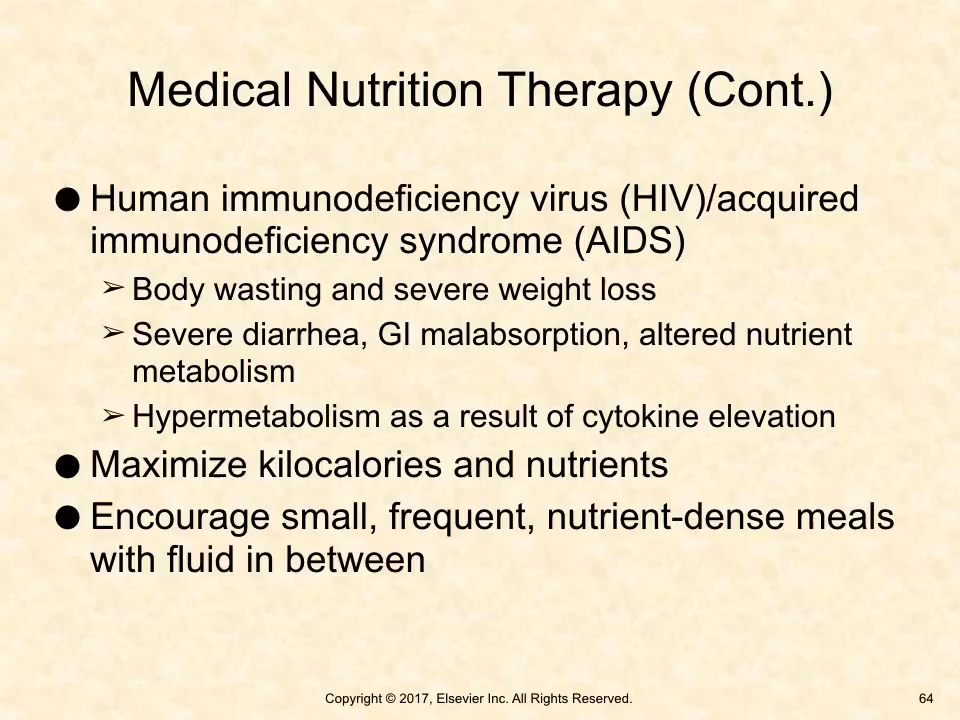 Medical Nutrition Therapy (Cont.)
● Human immunodeficiency virus (HIV)/acquired
immunodeficiency syndrome (AIDS)
➢ Body wasting and severe weight loss
➢ Severe diarrhea, GI malabsorption, altered nutrient
metabolism
➢ Hypermetabolism as a result of cytokine elevation
● Maximize kilocalories and nutrients
● Encourage small, frequent, nutrient-dense meals
with fluid in between
Copyright © 2017, Elsevier Inc. All Rights Reserved. 64